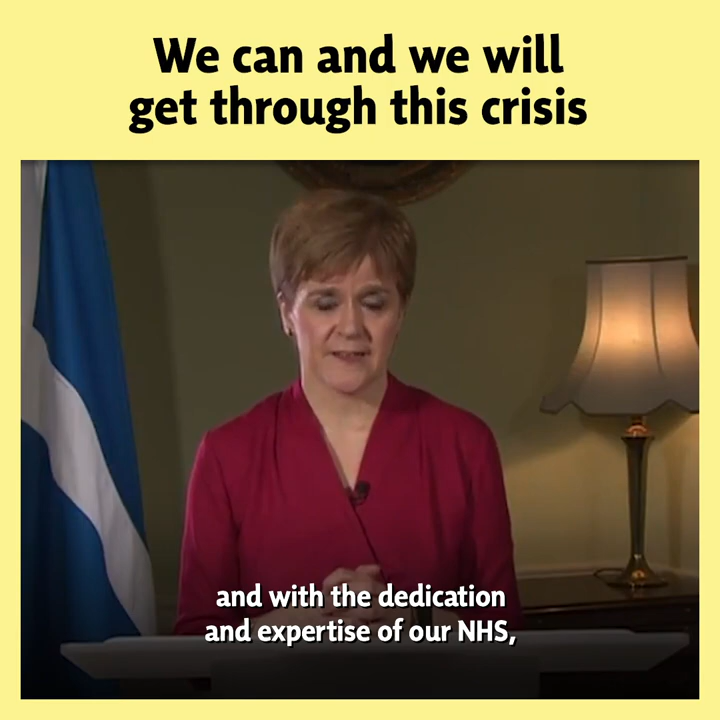 We can and we will
get through this crisis
and with the dedication
and expertise of our NHS,